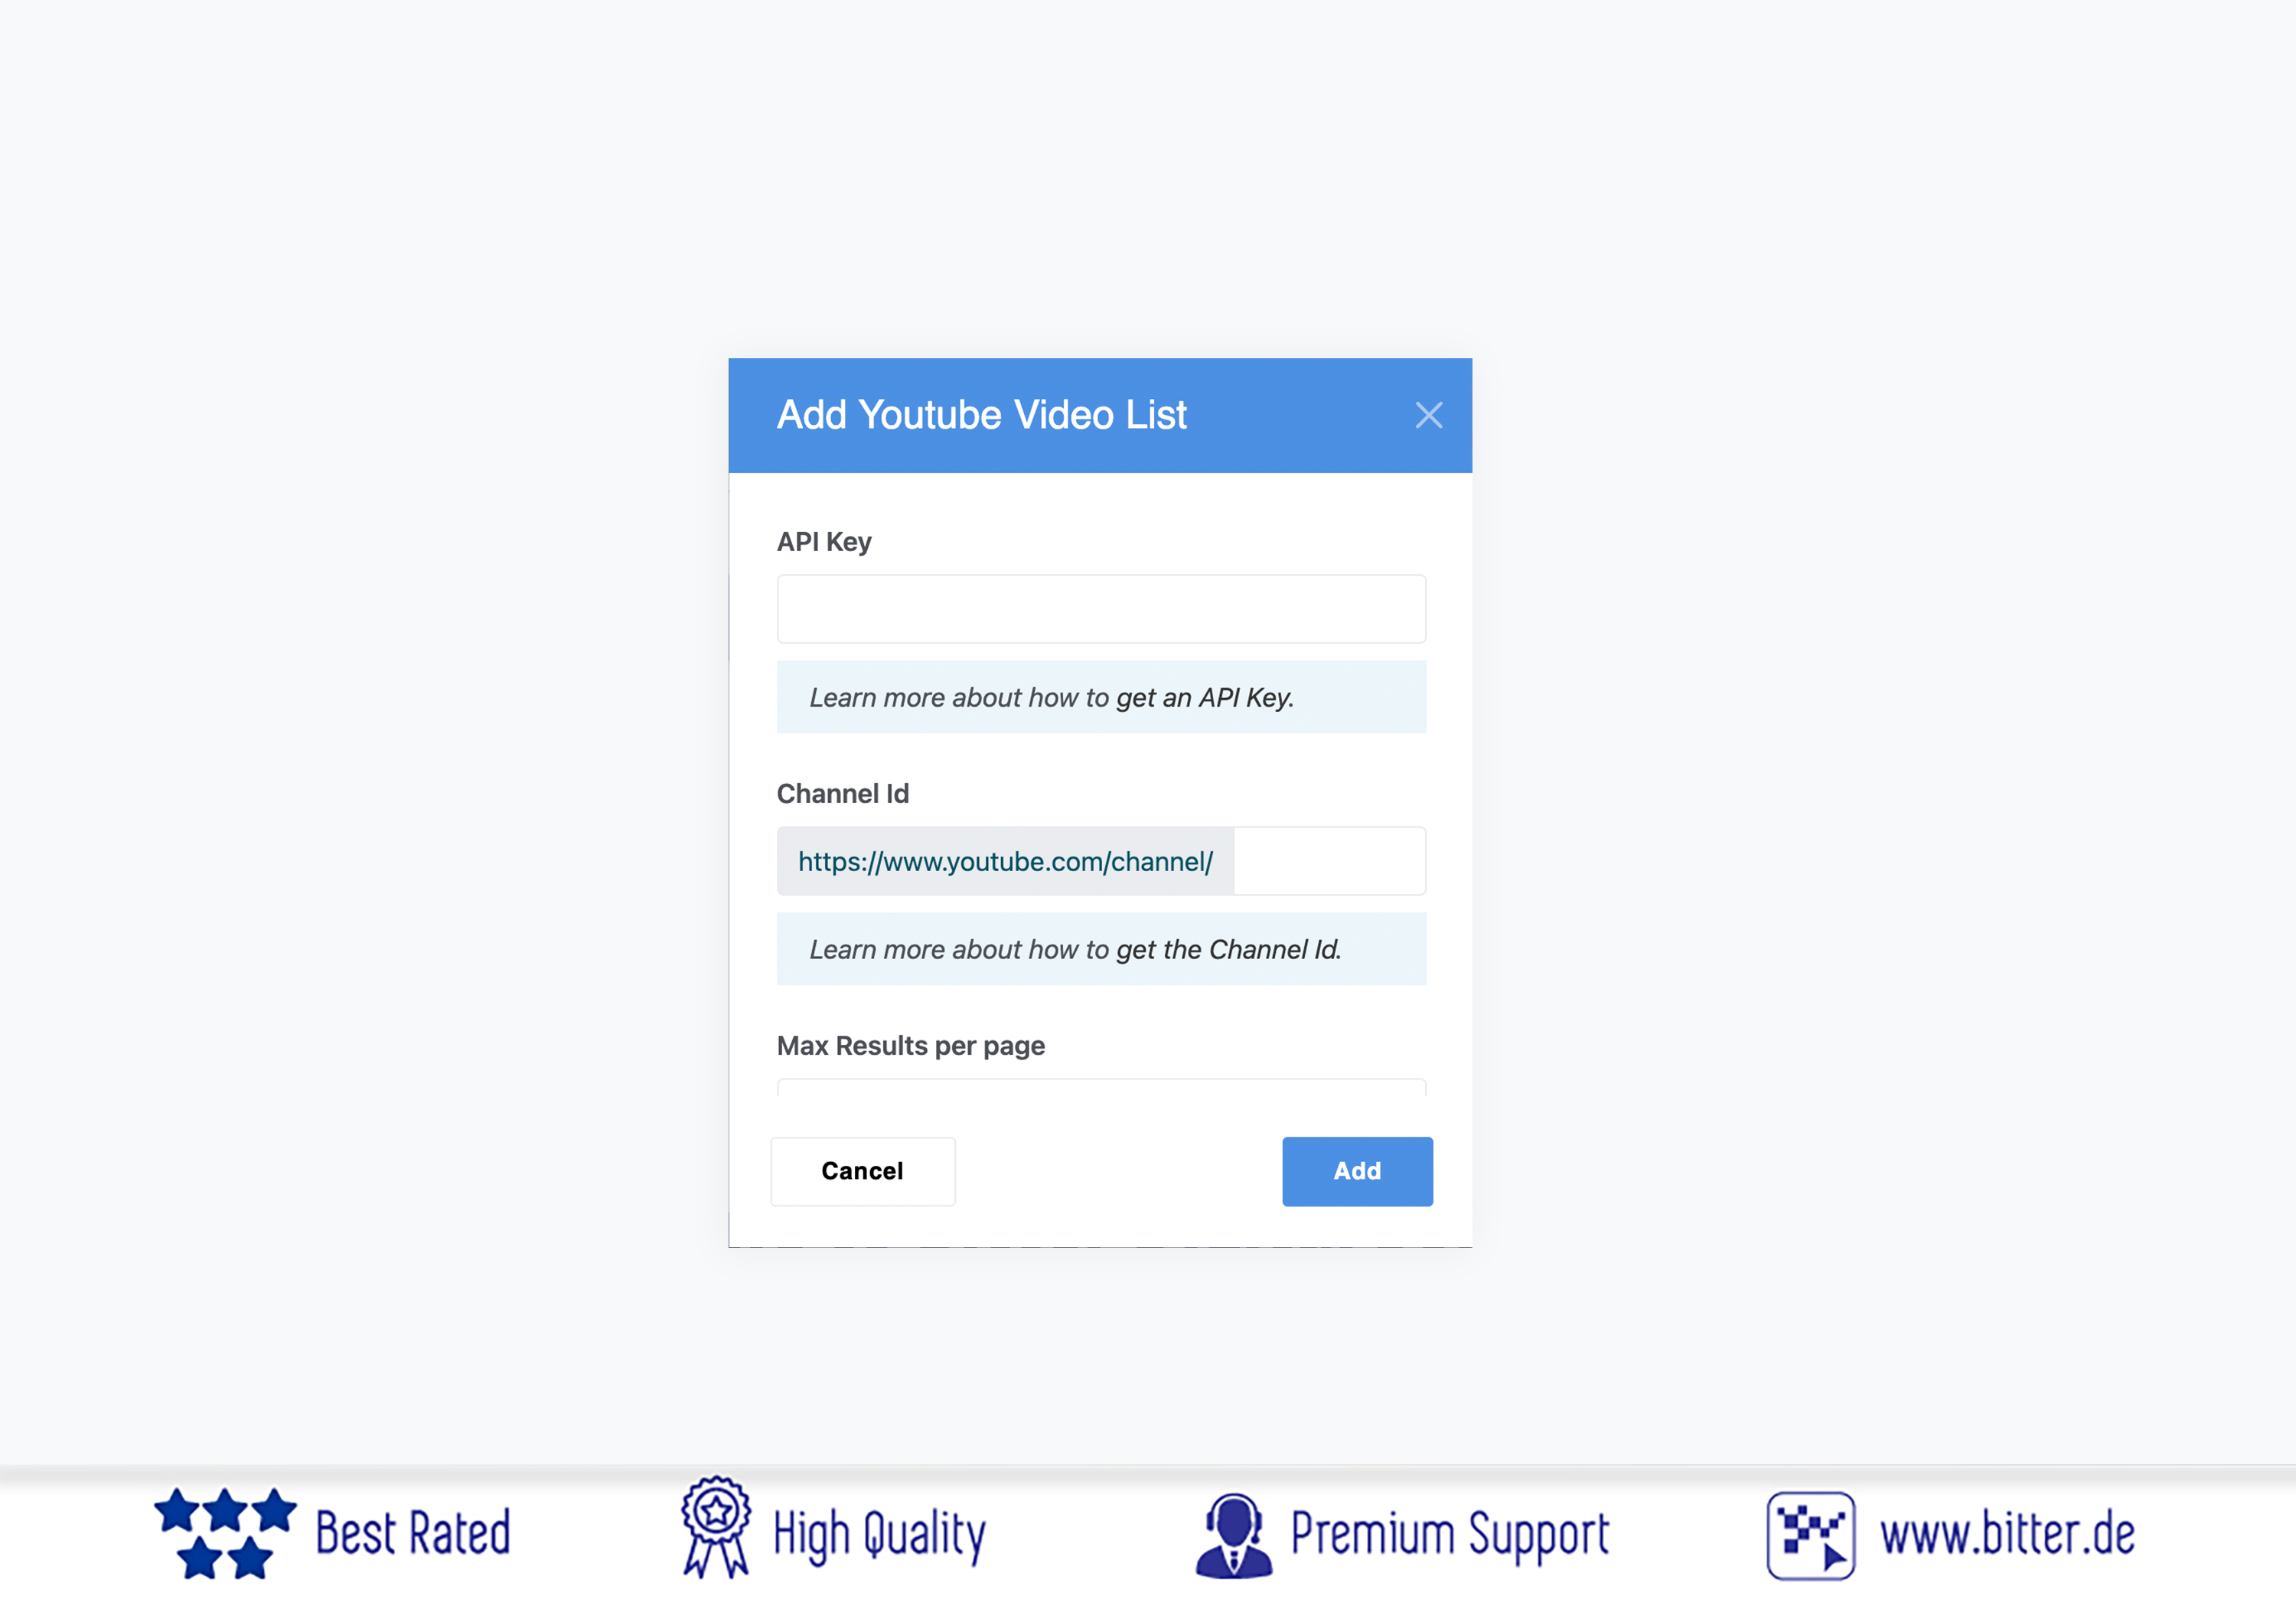 Add Youtube Video List
API Key
Learn more about how to get an API Key.
Channel Id
https://www.youtube.com/channel/
Learn more about how to get the Channel Id.
Max Results per page
Cancel
Add
Best Rated
High Quality
Premium Support
www.bitter.de